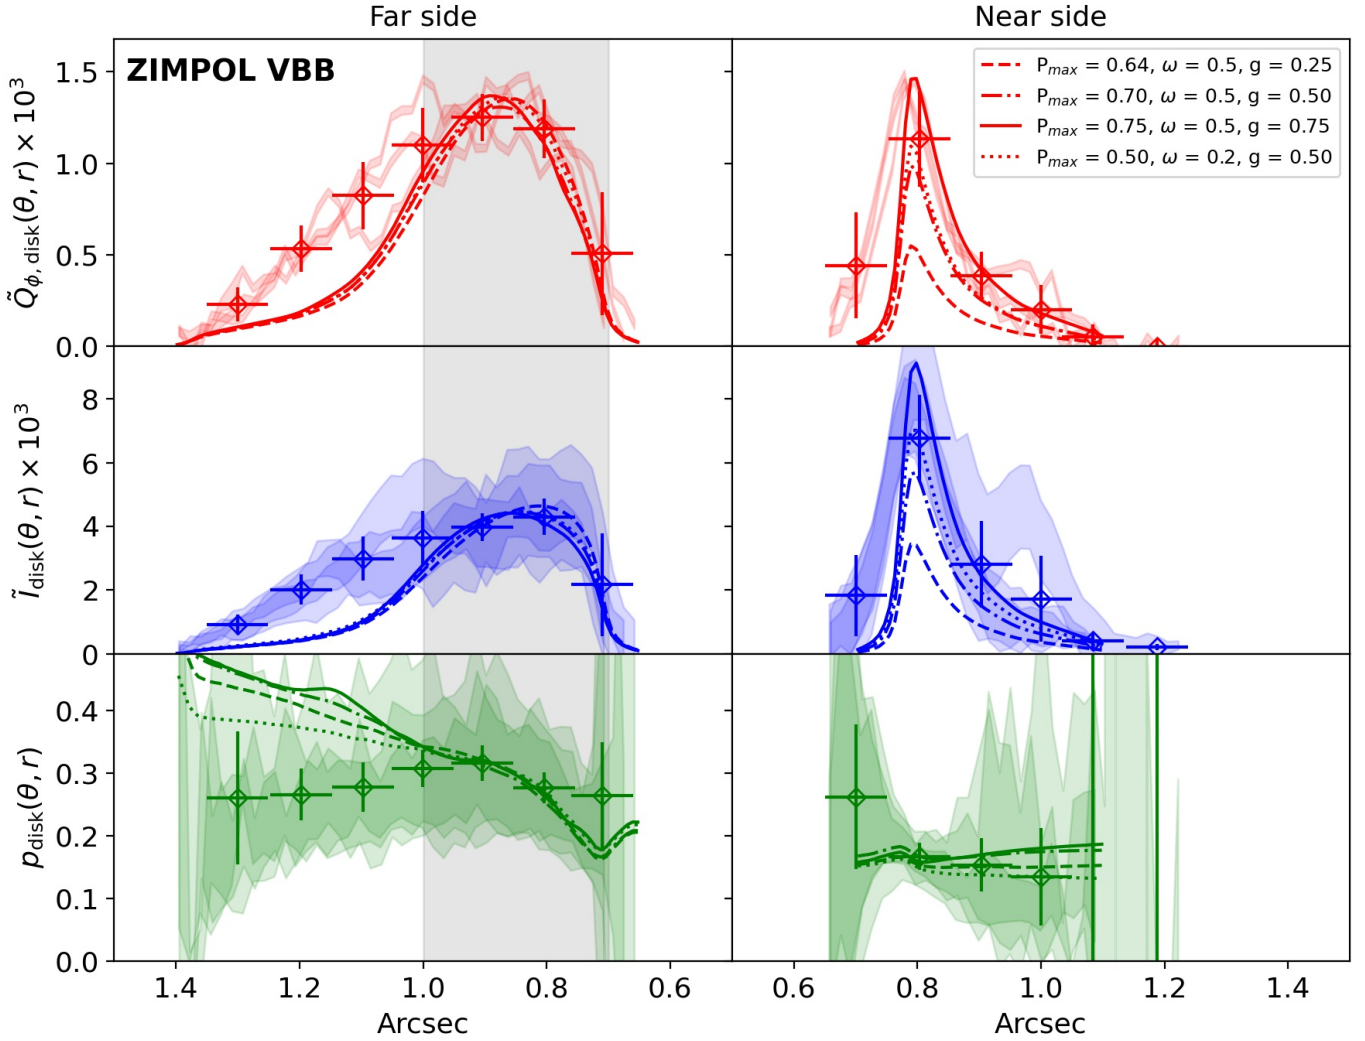 Far side
Near side
ZIMPOL VBB
P_max = 0.64, ω = 0.5, g = 0.25
P_max = 0.70, ω = 0.5, g = 0.50
P_max = 0.75, ω = 0.5, g = 0.75
P_max = 0.50, ω = 0.2, g = 0.50
Q̃_ϕ, disk(θ, r) × 10³
1.5
1.0
0.5
0.0
Ĩ_disk(θ, r) × 10³
8
6
4
2
0
p_disk(θ, r)
0.4
0.3
0.2
0.1
0.0
1.4 1.2 1.0 0.8 0.6
0.6 0.8 1.0 1.2 1.4
Arcsec
Arcsec